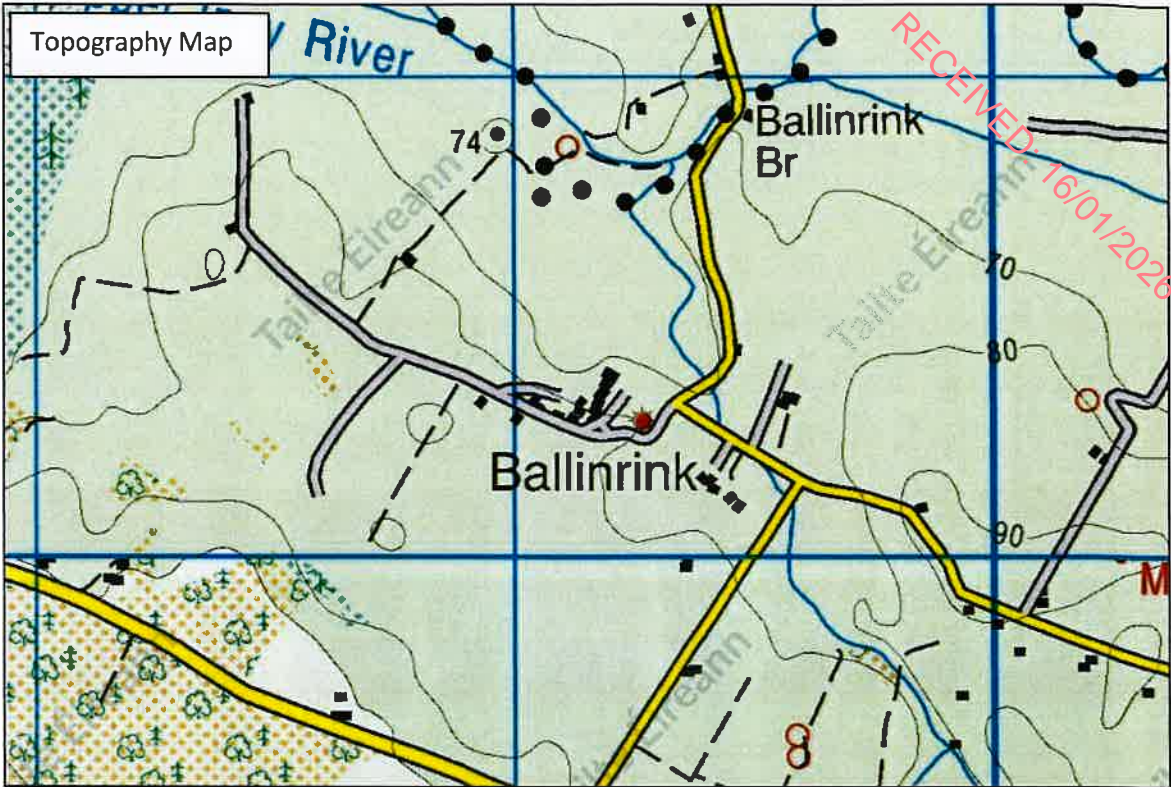 Topography Map
River
RECEIVED: 16/01/2026
Ballinrink
Br
74
Tailte Éireann
Tailte Éireann
70
80
Ballinrink
90
M
Éireann